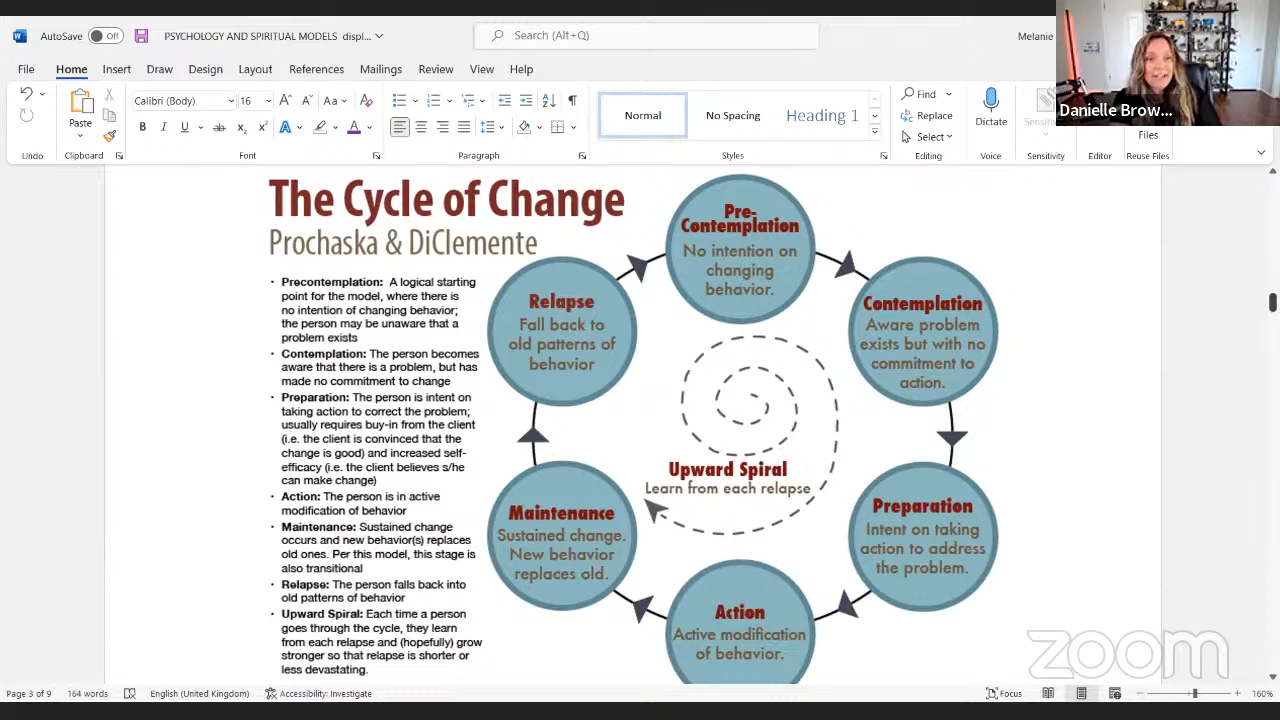 AutoSave
Off
PSYCHOLOGY AND SPIRITUAL MODELS displ...
Search (Alt+Q)
Melanie
Danielle Brow...
File Home Insert Draw Design Layout References Mailings Review View Help
Calibri (Body) 16
Paste
Normal
No Spacing
Heading 1
Find
Replace
Select
Dictate
Sensitivity
Files
Undo Clipboard Font Paragraph Styles Editing Voice Sensitivity Editor Reuse Files
The Cycle of Change
Prochaska & DiClemente
· Precontemplation: A logical starting
point for the model, where there is
no intention of changing behavior;
the person may be unaware that a
problem exists
· Contemplation: The person becomes
aware that there is a problem, but has
made no commitment to change
· Preparation: The person is intent on
taking action to correct the problem;
usually requires buy-in from the client
(i.e. the client is convinced that the
change is good) and increased self-
efficacy (i.e. the client believes s/he
can make change)
· Action: The person is in active
modification of behavior
· Maintenance: Sustained change
occurs and new behavior(s) replaces
old ones. Per this model, this stage is
also transitional
· Relapse: The person falls back into
old patterns of behavior
· Upward Spiral: Each time a person
goes through the cycle, they learn
from each relapse and (hopefully) grow
stronger so that relapse is shorter or
less devastating.
Pre-
Contemplation
No intention on
changing
behavior.
Contemplation
Aware problem
exists but with no
commitment to
action.
Preparation
Intent on taking
action to address
the problem.
Action
Active modification
of behavior.
Maintenance
Sustained change.
New behavior
replaces old.
Relapse
Fall back to
old patterns of
behavior
Upward Spiral
Learn from each relapse
zoom
Page 3 of 9 164 words English (United Kingdom) Accessibility: Investigate Focus 160%